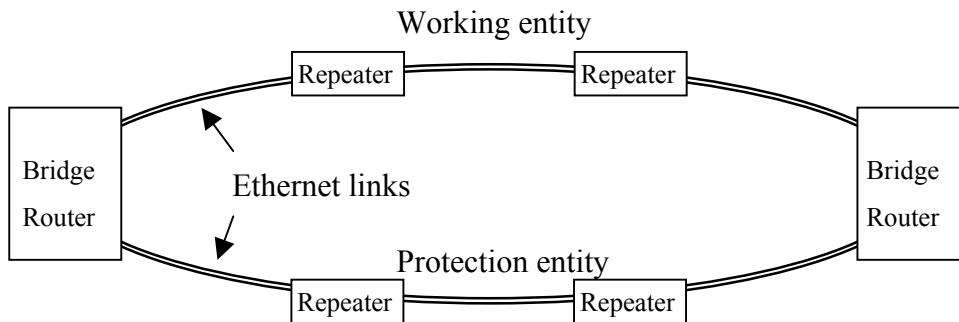 Working entity
Repeater
Repeater
Bridge
Router
Bridge
Router
Ethernet links
Protection entity
Repeater
Repeater